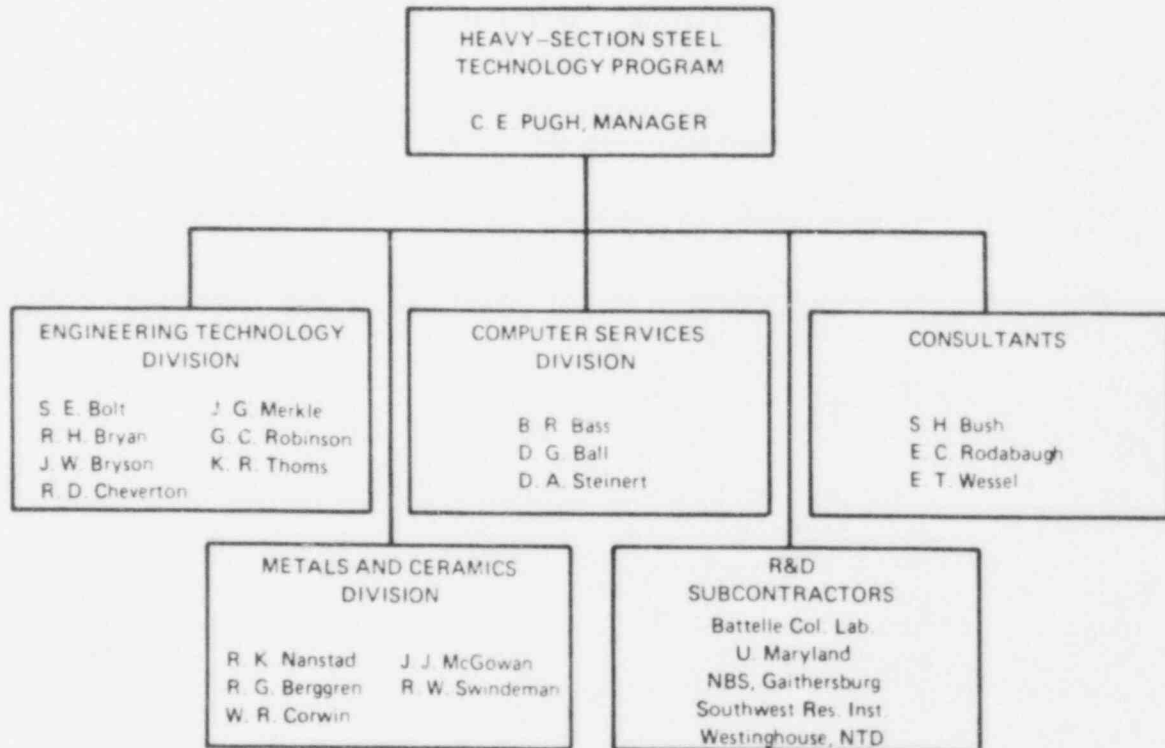 HEAVY-SECTION STEEL
TECHNOLOGY PROGRAM
C. E. PUGH, MANAGER
ENGINEERING TECHNOLOGY
DIVISION
S. E. Bolt J. G. Merkle
R. H. Bryan G. C. Robinson
J. W. Bryson K. R. Thoms
R. D. Cheverton
COMPUTER SERVICES
DIVISION
B. R. Bass
D. G. Ball
D. A. Steinert
CONSULTANTS
S. H. Bush
E. C. Rodabaugh
E. T. Wessel
METALS AND CERAMICS
DIVISION
R. K. Nanstad J. J. McGowan
R. G. Berggren R. W. Swindeman
W. R. Corwin
R&D
SUBCONTRACTORS
Battelle Col. Lab.
U. Maryland
NBS, Gaithersburg
Southwest Res. Inst.
Westinghouse, NTD